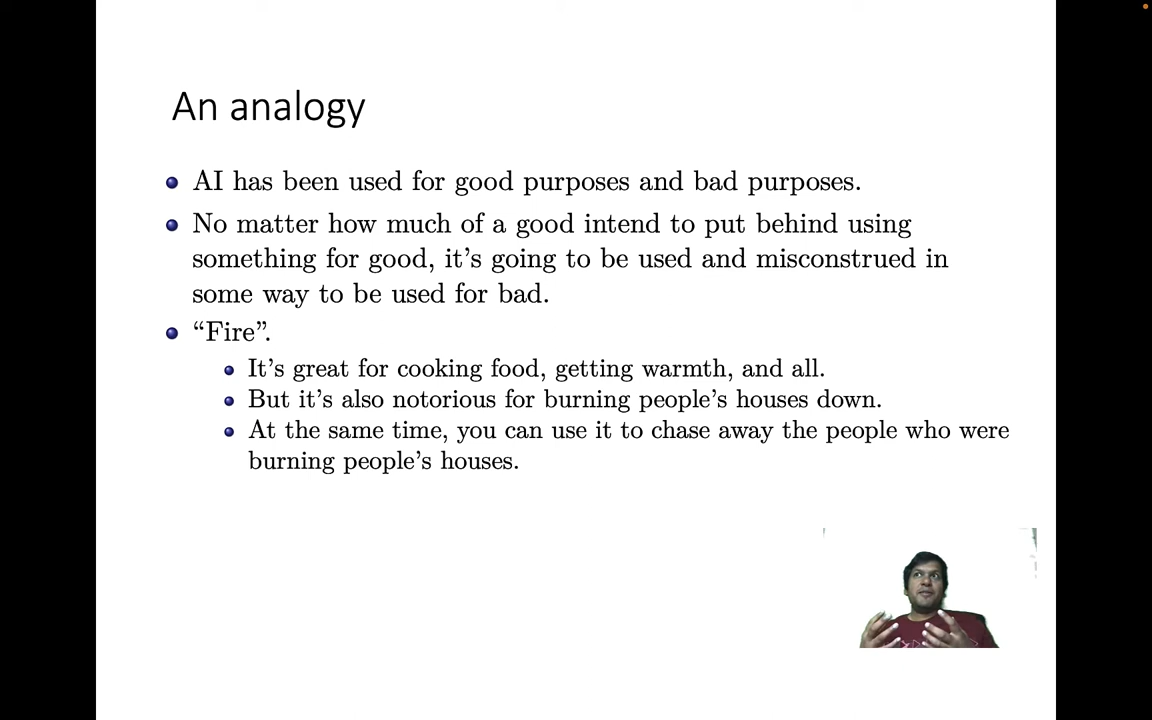 An analogy
AI has been used for good purposes and bad purposes.
No matter how much of a good intend to put behind using
something for good, it's going to be used and misconstrued in
some way to be used for bad.
“Fire”.
It's great for cooking food, getting warmth, and all.
But it's also notorious for burning people's houses down.
At the same time, you can use it to chase away the people who were
burning people's houses.